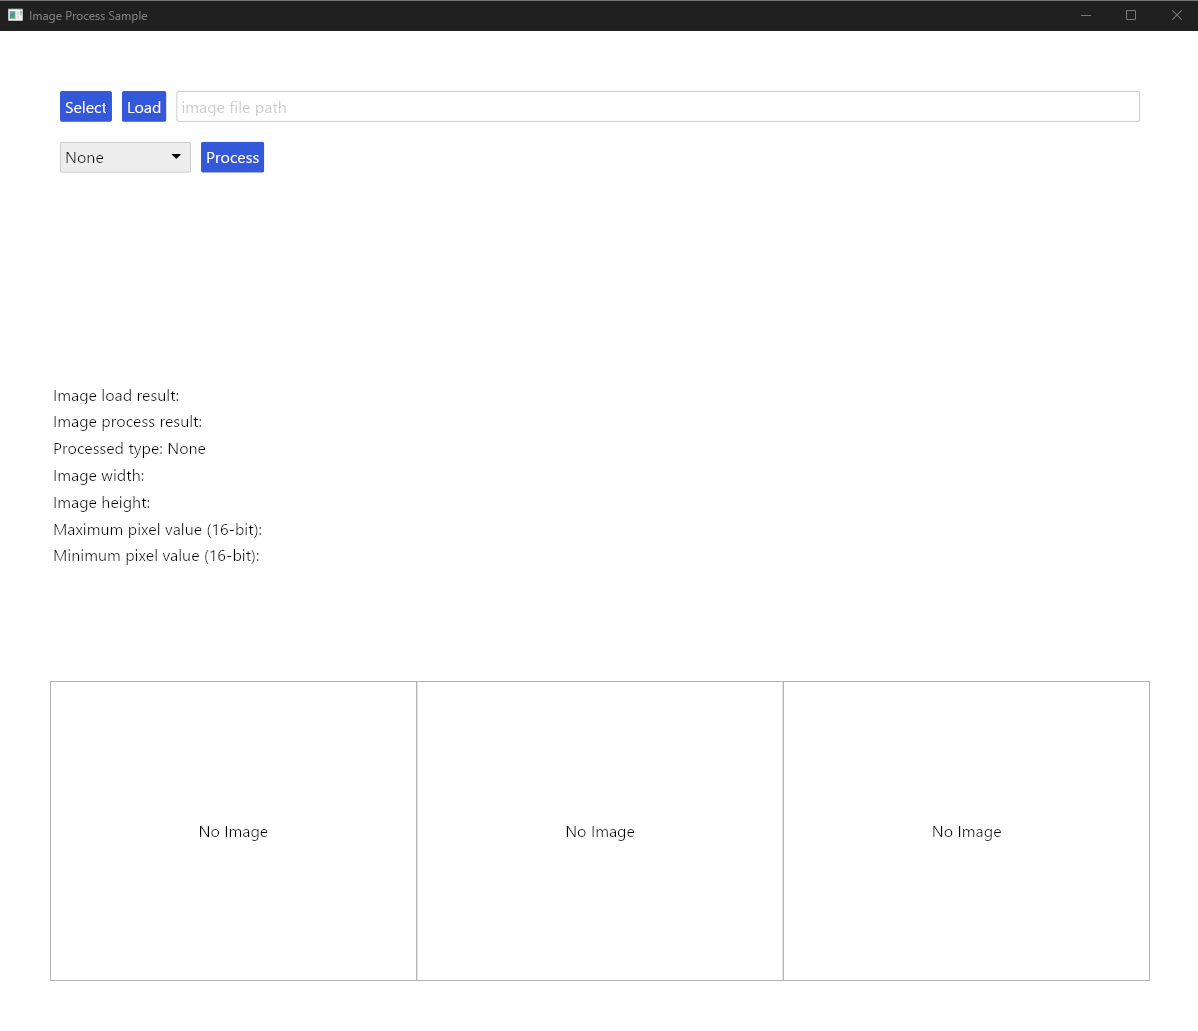 Image Process Sample
Select Load image file path
None Process
Image load result:
Image process result:
Processed type: None
Image width:
Image height:
Maximum pixel value (16-bit):
Minimum pixel value (16-bit):
No Image No Image No Image